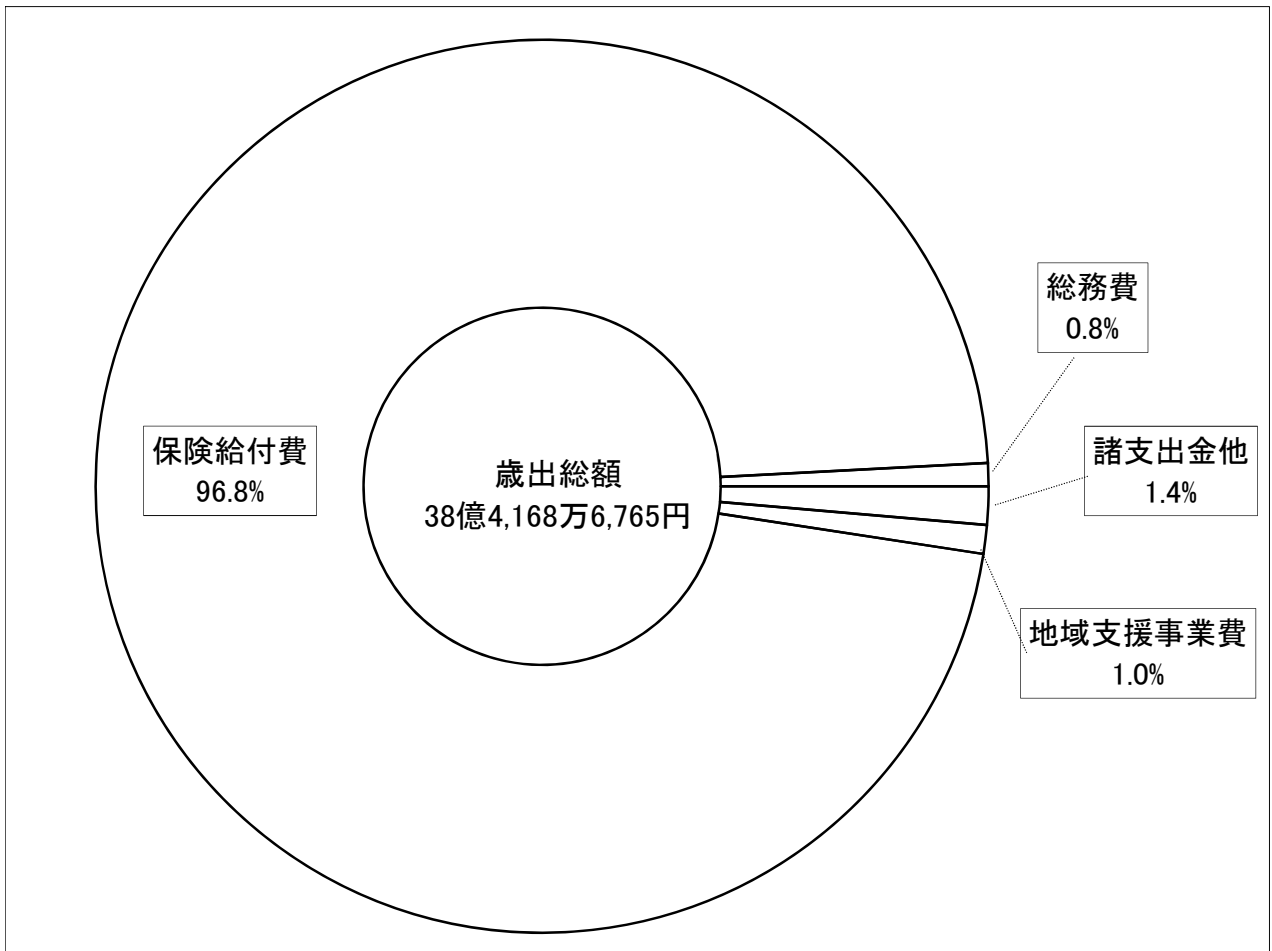 総務費
0.8%
諸支出金他
1.4%
保険給付費
96.8%
歳出総額
38億4,168万6,765円
地域支援事業費
1.0%